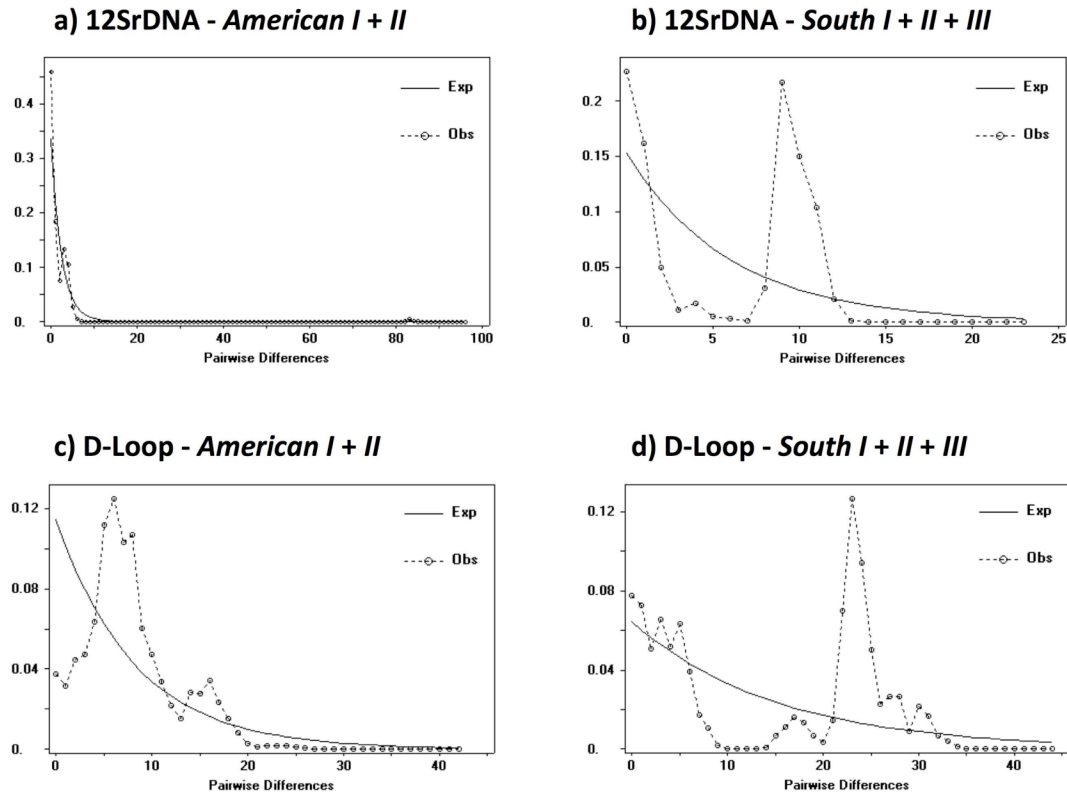 a) 12SrDNA - American I + II
0.4
0.3
0.2
0.1
0.
Exp
Obs
0 20 40 60 80 100
Pairwise Differences
b) 12SrDNA - South I + II + III
0.2
0.15
0.1
0.05
0.
Exp
Obs
0 5 10 15 20 25
Pairwise Differences
c) D-Loop - American I + II
0.12
0.08
0.04
0.
Exp
Obs
0 10 20 30 40
Pairwise Differences
d) D-Loop - South I + II + III
0.12
0.08
0.04
0.
Exp
Obs
0 10 20 30 40
Pairwise Differences